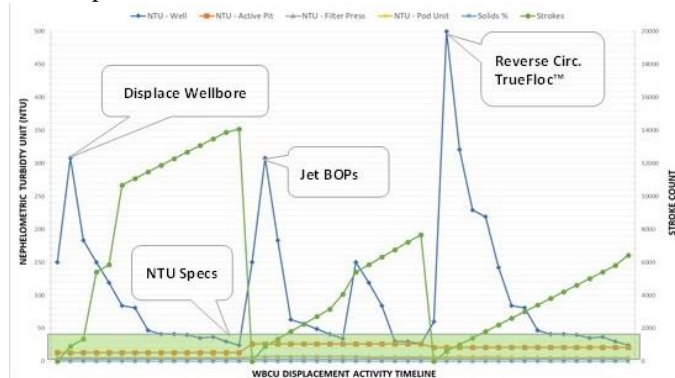 NTU - Well NTU - Active Pit NTU - Filter Press NTU - Pod Unit Solids % Strokes
NEPHELOMETRIC TURBIOTY UNIT (NTU)
500
450
400
350
300
250
200
150
100
50
0
Displace Wellbore
NTU Specs
Jet BOPs
Reverse Circ.
TrueFloc™
20000
18000
16000
14000
12000
10000
8000
6000
4000
2000
0
STROKE COUNT
WBCU DISPLACEMENT ACTIVITY TIMELINE